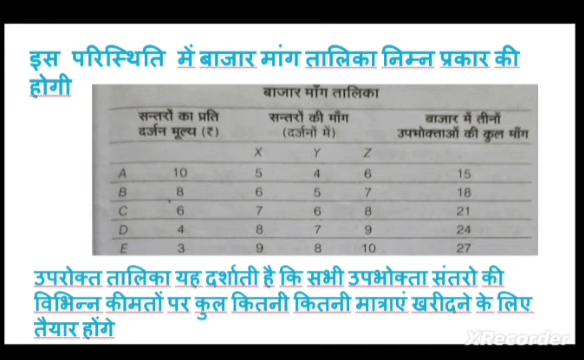 इस परिस्थिति में बाजार मांग तालिका निम्न प्रकार की
होगी
बाजार माँग तालिका
सन्तरों का प्रति सन्तरों की माँग बाजार में तीनों
दर्जन मूल्य (₹) (दर्जनों में) उपभोक्ताओं की कुल माँग
X Y Z
A 10 5 4 6 15
B 8 6 5 7 18
C 6 7 6 8 21
D 4 8 7 9 24
E 3 9 8 10 27
उपरोक्त तालिका यह दर्शाती है कि सभी उपभोक्ता संतरो की
विभिन्न कीमतों पर कुल कितनी कितनी मात्राएं खरीदने के लिए
तैयार होंगे
XRecorder